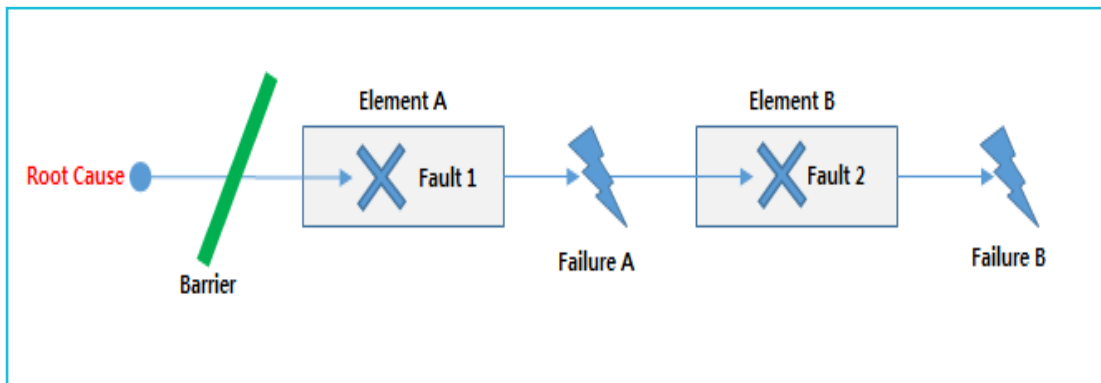 Element A
Element B
Root Cause
Fault 1
Fault 2
Barrier
Failure A
Failure B